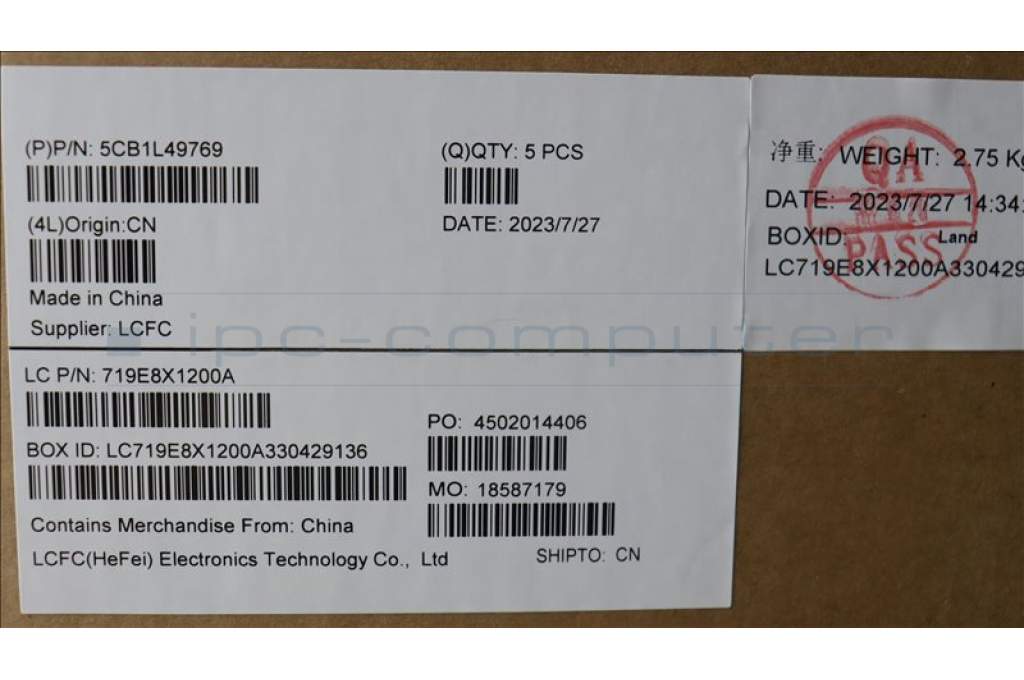 (P)P/N: 5CB1L49769
(Q)QTY: 5 PCS
(4L)Origin:CN
DATE: 2023/7/27
Made in China
Supplier: LCFC
净重: WEIGHT: 2.75 Kg
DATE: 2023/7/27 14:34:
BOXID: Land
LC719E8X1200A330429
QA
PASS
ipc-computer
LC P/N: 719E8X1200A
PO: 4502014406
BOX ID: LC719E8X1200A330429136
MO: 18587179
Contains Merchandise From: China
LCFC(HeFei) Electronics Technology Co., Ltd
SHIPTO: CN